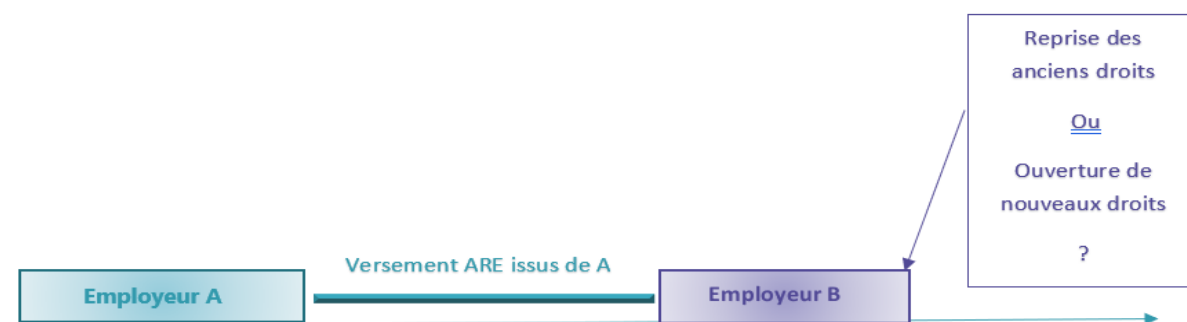 Reprise des
anciens droits
Ou
Ouverture de
nouveaux droits
?
Versement ARE issus de A
Employeur A
Employeur B